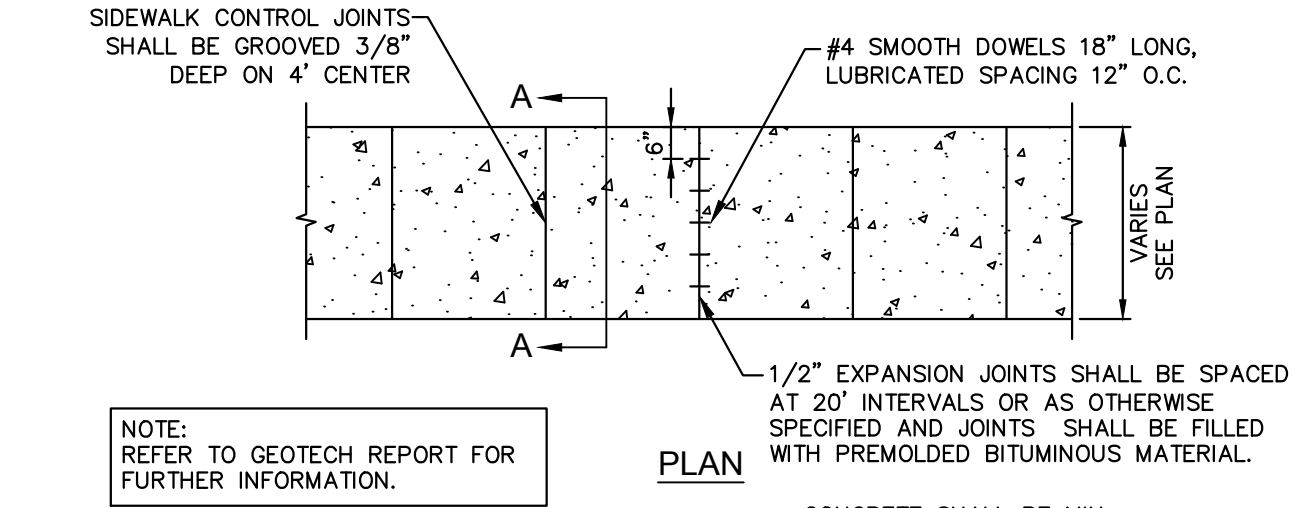 SIDEWALK CONTROL JOINTS
SHALL BE GROOVED 3/8"
DEEP ON 4' CENTER
#4 SMOOTH DOWELS 18" LONG,
LUBRICATED SPACING 12" O.C.
A
6"
VARIES
SEE PLAN
A
1/2" EXPANSION JOINTS SHALL BE SPACED
AT 20' INTERVALS OR AS OTHERWISE
SPECIFIED AND JOINTS SHALL BE FILLED
WITH PREMOLDED BITUMINOUS MATERIAL.
NOTE:
REFER TO GEOTECH REPORT FOR
FURTHER INFORMATION.
PLAN